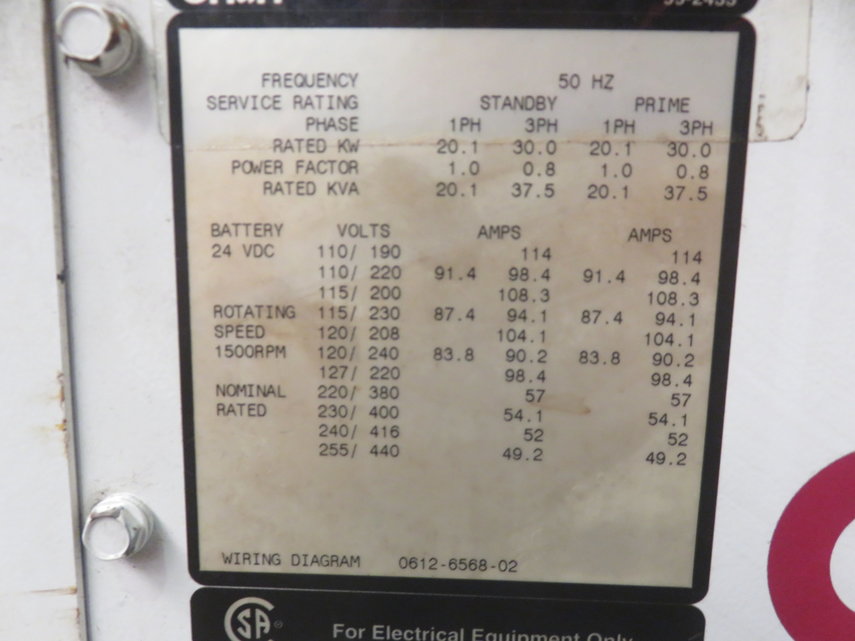 FREQUENCY 50 HZ
SERVICE RATING STANDBY PRIME
PHASE 1PH 3PH 1PH 3PH
RATED KW 20.1 30.0 20.1 30.0
POWER FACTOR 1.0 0.8 1.0 0.8
RATED KVA 20.1 37.5 20.1 37.5
BATTERY VOLTS AMPS AMPS
24 VDC 110/ 190 114 114
110/ 220 91.4 98.4 91.4 98.4
115/ 200 108.3 108.3
ROTATING 115/ 230 87.4 94.1 87.4 94.1
SPEED 120/ 208 104.1 104.1
1500RPM 120/ 240 83.8 90.2 83.8 90.2
127/ 220 98.4 98.4
NOMINAL 220/ 380 57 57
RATED 230/ 400 54.1 54.1
240/ 416 52 52
255/ 440 49.2 49.2
WIRING DIAGRAM 0612-6568-02
SA ®
For Electrical Equipment Only